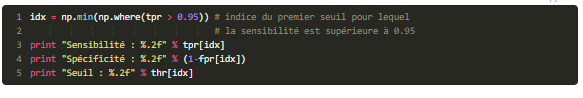 1 idx = np.min(np.where(tpr > 0.95)) # indice du premier seuil pour lequel
2 # la sensibilité est supérieure à 0.95
3 print "Sensibilité : %.2f" % tpr[idx]
4 print "Spécificité : %.2f" % (1-fpr[idx])
5 print "Seuil : %.2f" % thr[idx]